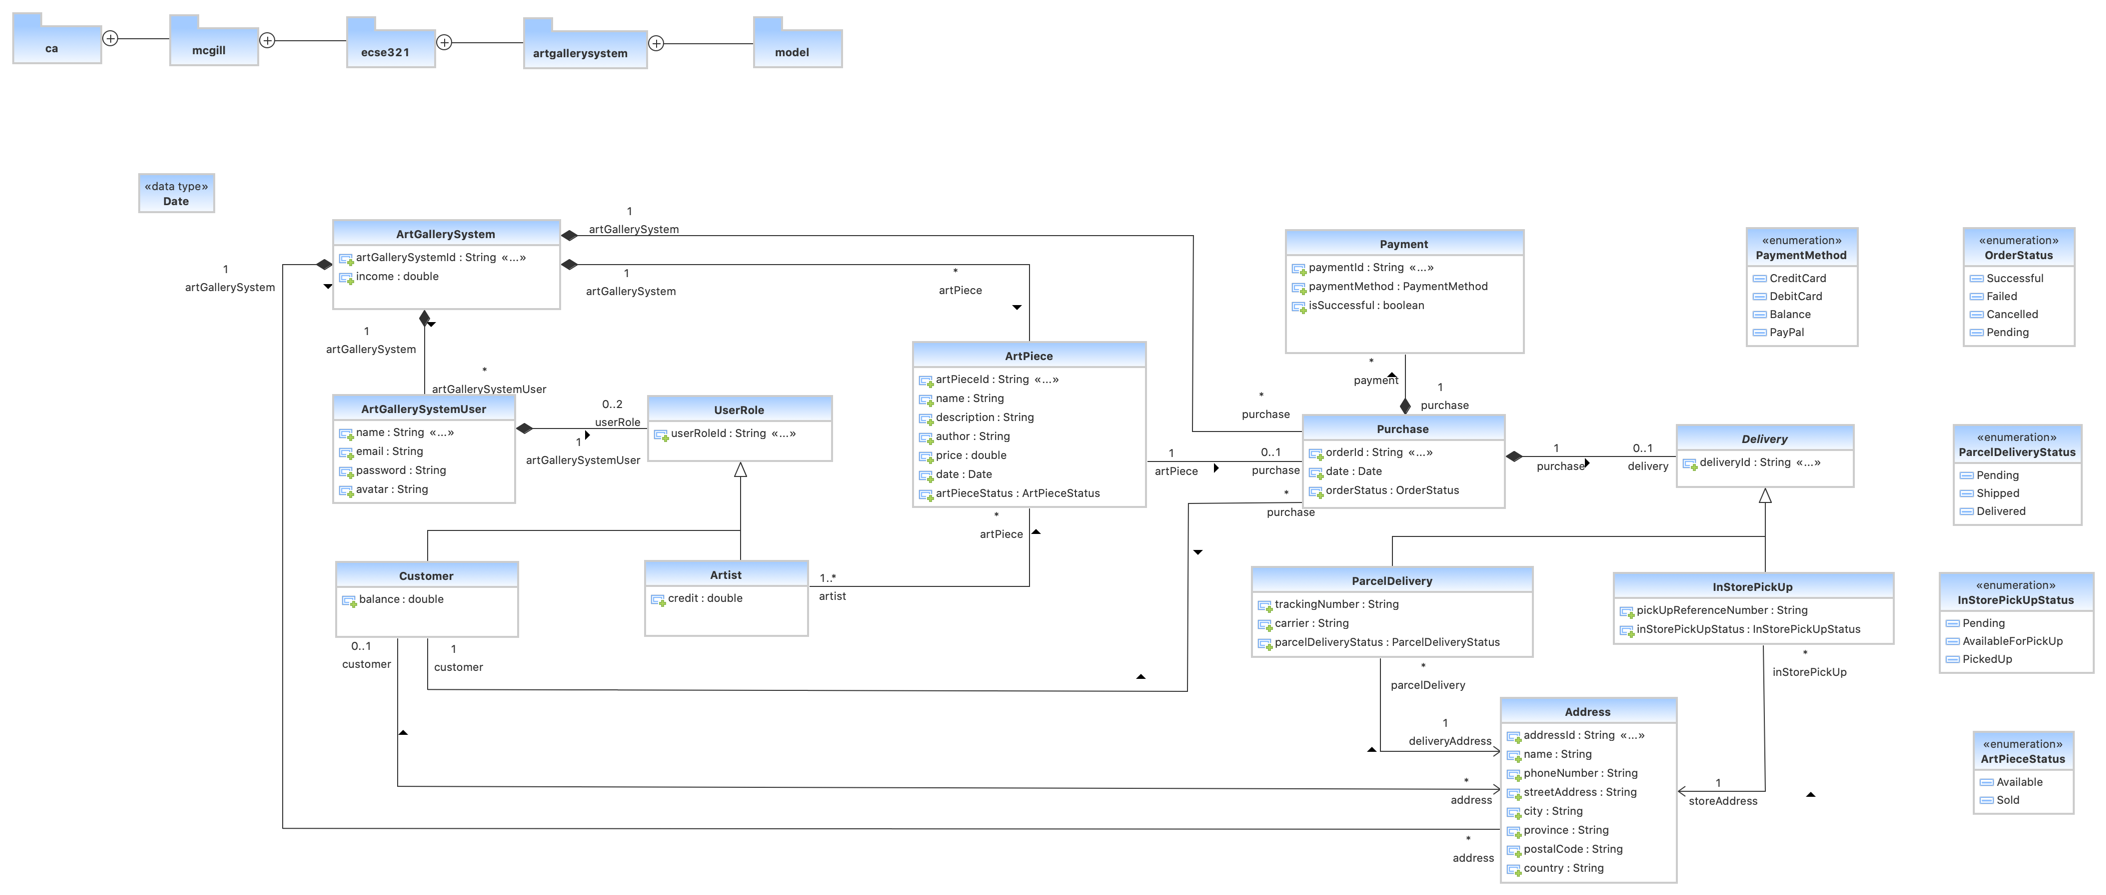 ca
mcgill
ecse321
artgallerysystem
model
«data type»
Date
ArtGallerySystem
artGallerySystemId : String «...»
income : double
1
artGallerySystem
1
artGallerySystem
1
artGallerySystem
*
artPiece
1
artGallerySystem
*
artGallerySystemUser
ArtGallerySystemUser
name : String «...»
email : String
password : String
avatar : String
0..2
userRole
1
artGallerySystemUser
UserRole
userRoleId : String «...»
ArtPiece
artPieceId : String «...»
name : String
description : String
author : String
price : double
date : Date
artPieceStatus : ArtPieceStatus
Payment
paymentId : String «...»
paymentMethod : PaymentMethod
isSuccessful : boolean
*
payment
1
purchase
*
purchase
Purchase
orderId : String «...»
date : Date
orderStatus : OrderStatus
1
artPiece
0..1
purchase
*
purchase
1
purchase
0..1
delivery
Delivery
deliveryId : String «...»
«enumeration»
PaymentMethod
CreditCard
DebitCard
Balance
PayPal
«enumeration»
OrderStatus
Successful
Failed
Cancelled
Pending
«enumeration»
ParcelDeliveryStatus
Pending
Shipped
Delivered
*
artPiece
Customer
balance : double
Artist
credit : double
1..*
artist
ParcelDelivery
trackingNumber : String
carrier : String
parcelDeliveryStatus : ParcelDeliveryStatus
InStorePickUp
pickUpReferenceNumber : String
inStorePickUpStatus : InStorePickUpStatus
«enumeration»
InStorePickUpStatus
Pending
AvailableForPickUp
PickedUp
0..1
customer
1
customer
*
parcelDelivery
*
inStorePickUp
1
deliveryAddress
Address
addressId : String «...»
name : String
phoneNumber : String
streetAddress : String
city : String
province : String
postalCode : String
country : String
*
address
1
storeAddress
*
address
«enumeration»
ArtPieceStatus
Available
Sold